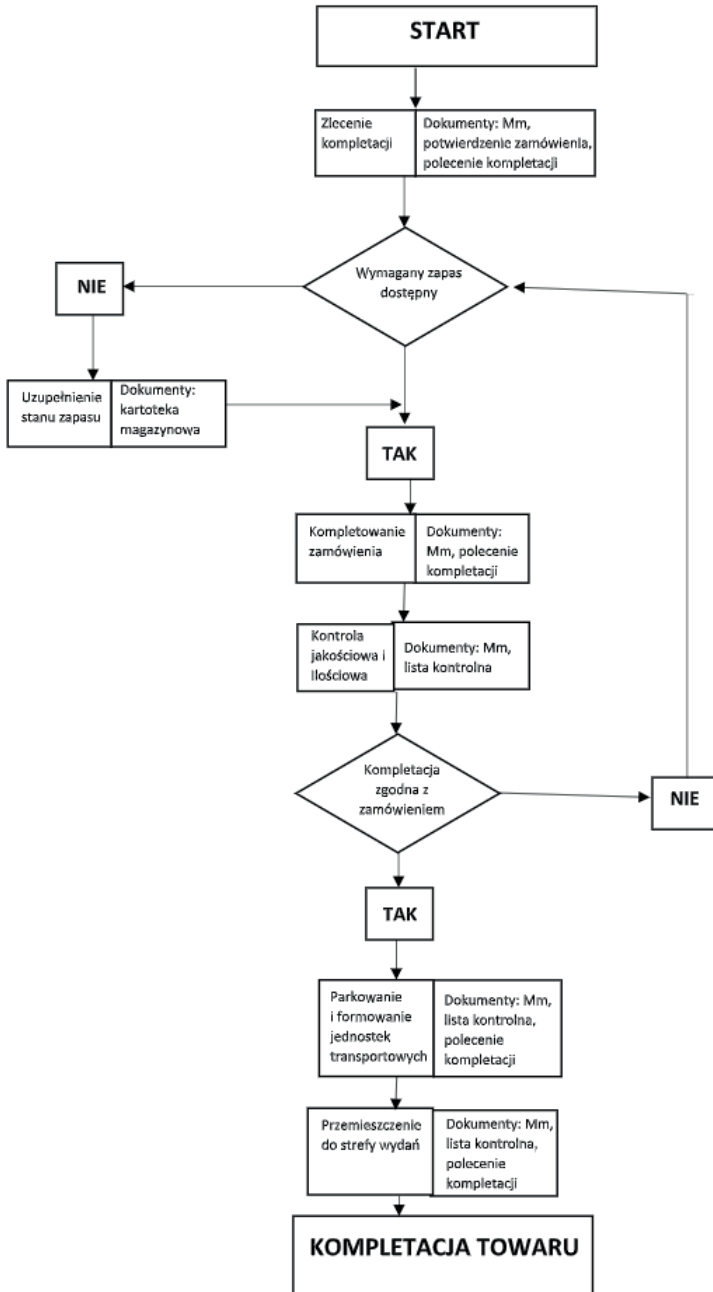 START
Zlecenie
kompletacji
Dokumenty: Mm,
potwierdzenie zamówienia,
polecenie kompletacji
Wymagany zapas
dostępny
NIE
Uzupełnienie
stanu zapasu
Dokumenty:
kartoteka
magazynowa
TAK
Kompletowanie
zamówienia
Dokumenty:
Mm, polecenie
kompletacji
Kontrola
jakościowa i
Ilościowa
Dokumenty: Mm,
lista kontrolna
Kompletacja
zgodna z
zamówieniem
NIE
TAK
Parkowanie
i formowanie
jednostek
transportowych
Dokumenty: Mm,
lista kontrolna,
polecenie
kompletacji
Przemieszczenie
do strefy wydań
Dokumenty: Mm,
lista kontrolna,
polecenie
kompletacji
KOMPLETACJA TOWARU